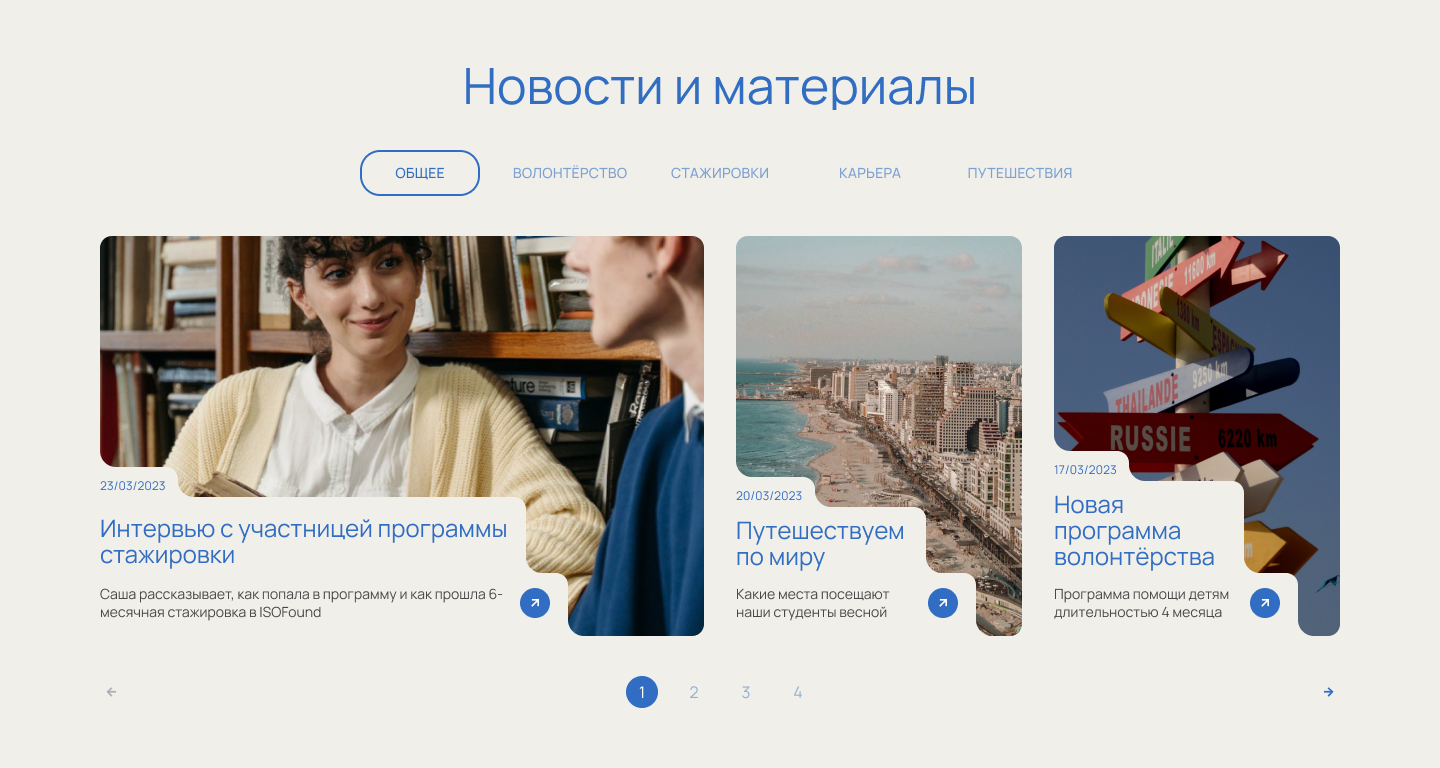 Новости и материалы
ОБЩЕЕ
ВОЛОНТЁРСТВО
СТАЖИРОВКИ
КАРЬЕРА
ПУТЕШЕСТВИЯ
23/03/2023
Интервью с участницей программы
стажировки
Саша рассказывает, как попала в программу и как прошла 6-
месячная стажировка в ISOFound
20/03/2023
Путешествуем
по миру
Какие места посещают
наши студенты весной
ITALIE
11600 km
1380 km
THAILANDE 9250 km
RUSSIE 6220 km
17/03/2023
Новая
программа
волонтёрства
Программа помощи детям
длительностью 4 месяца
1
2
3
4